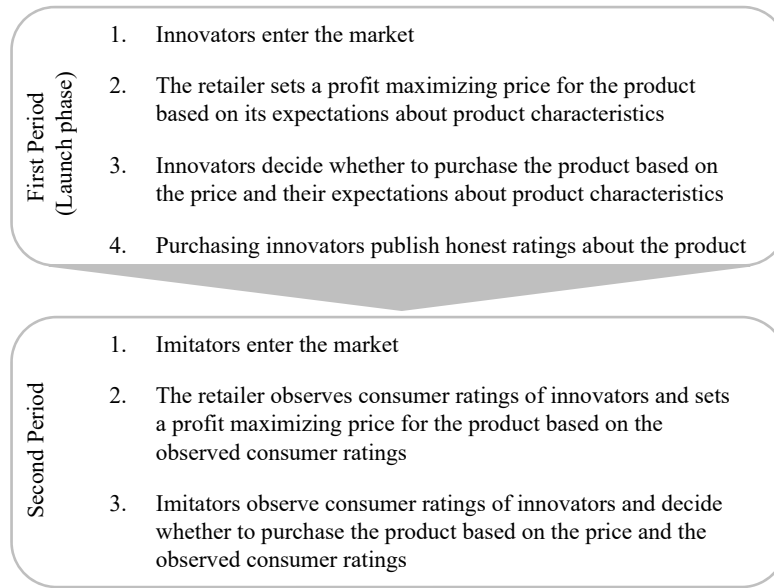 First Period
(Launch phase)
1. Innovators enter the market
2. The retailer sets a profit maximizing price for the product
based on its expectations about product characteristics
3. Innovators decide whether to purchase the product based on
the price and their expectations about product characteristics
4. Purchasing innovators publish honest ratings about the product
Second Period
1. Imitators enter the market
2. The retailer observes consumer ratings of innovators and sets
a profit maximizing price for the product based on the
observed consumer ratings
3. Imitators observe consumer ratings of innovators and decide
whether to purchase the product based on the price and the
observed consumer ratings